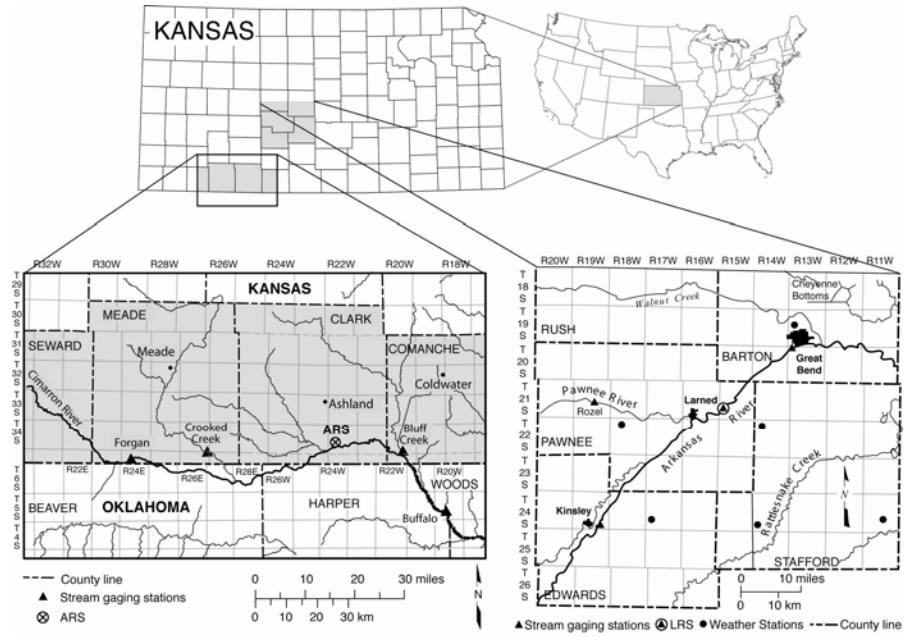 KANSAS
R32W R30W R28W R26W R24W R22W R20W R18W
T
29
S
T
30
S
T
31
S
T
32
S
T
33
S
T
34
S
KANSAS
MEADE
CLARK
SEWARD
COMANCHE
Meade
Coldwater
Cimarron River
Ashland
ARS
Crooked
Creek
Bluff
Creek
Forgan
R22E R24E R26E R28E R26W R24W R22W R20W
T
6
S
T
5
S
T
4
S
WOODS
BEAVER
OKLAHOMA
HARPER
Buffalo
County line
Stream gaging stations
ARS
0 10 20 30 miles
0 10 20 30 km
N
R20W R19W R18W R17W R16W R15W R14W R13W R12W R11W
T
18
S
T
19
S
T
20
S
T
21
S
T
22
S
T
23
S
T
24
S
T
25
S
T
26
S
Cheyenne
Bottoms
Walnut Creek
RUSH
BARTON
Great
Bend
Pawnee River
Rozel
Larned
Arkansas River
PAWNEE
Rattlesnake Creek
N
Kinsley
STAFFORD
EDWARDS
0 10 miles
0 10 km
Stream gaging stations LRS Weather Stations County line